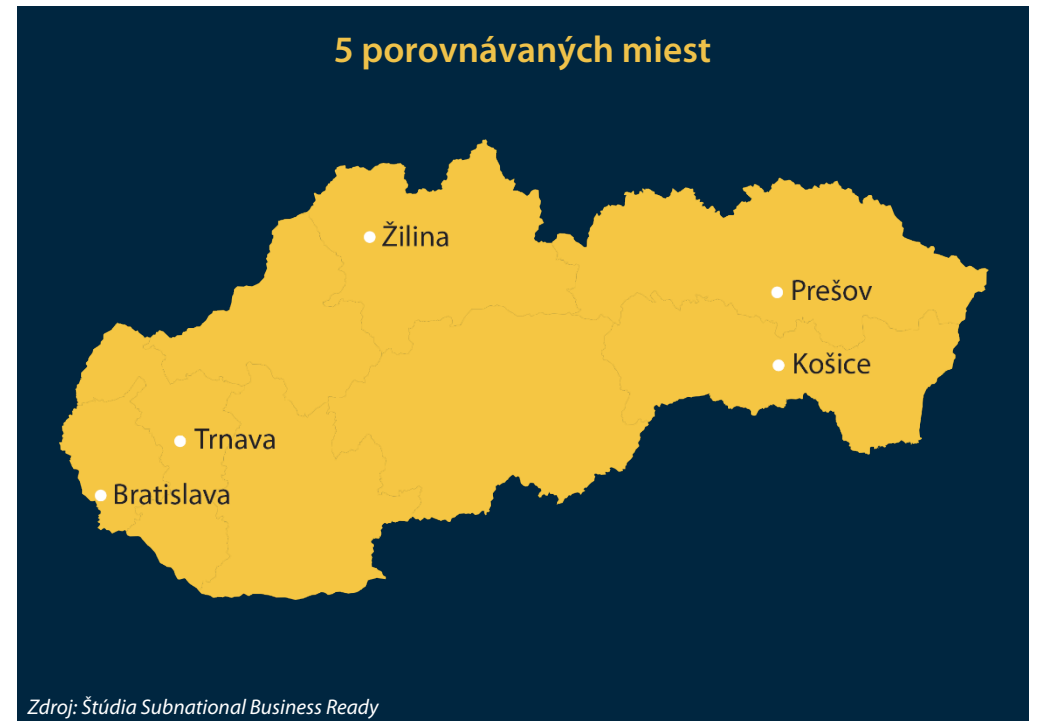 5 porovnávaných miest
Žilina
Prešov
Košice
Trnava
Bratislava
Zdroj: Štúdia Subnational Business Ready